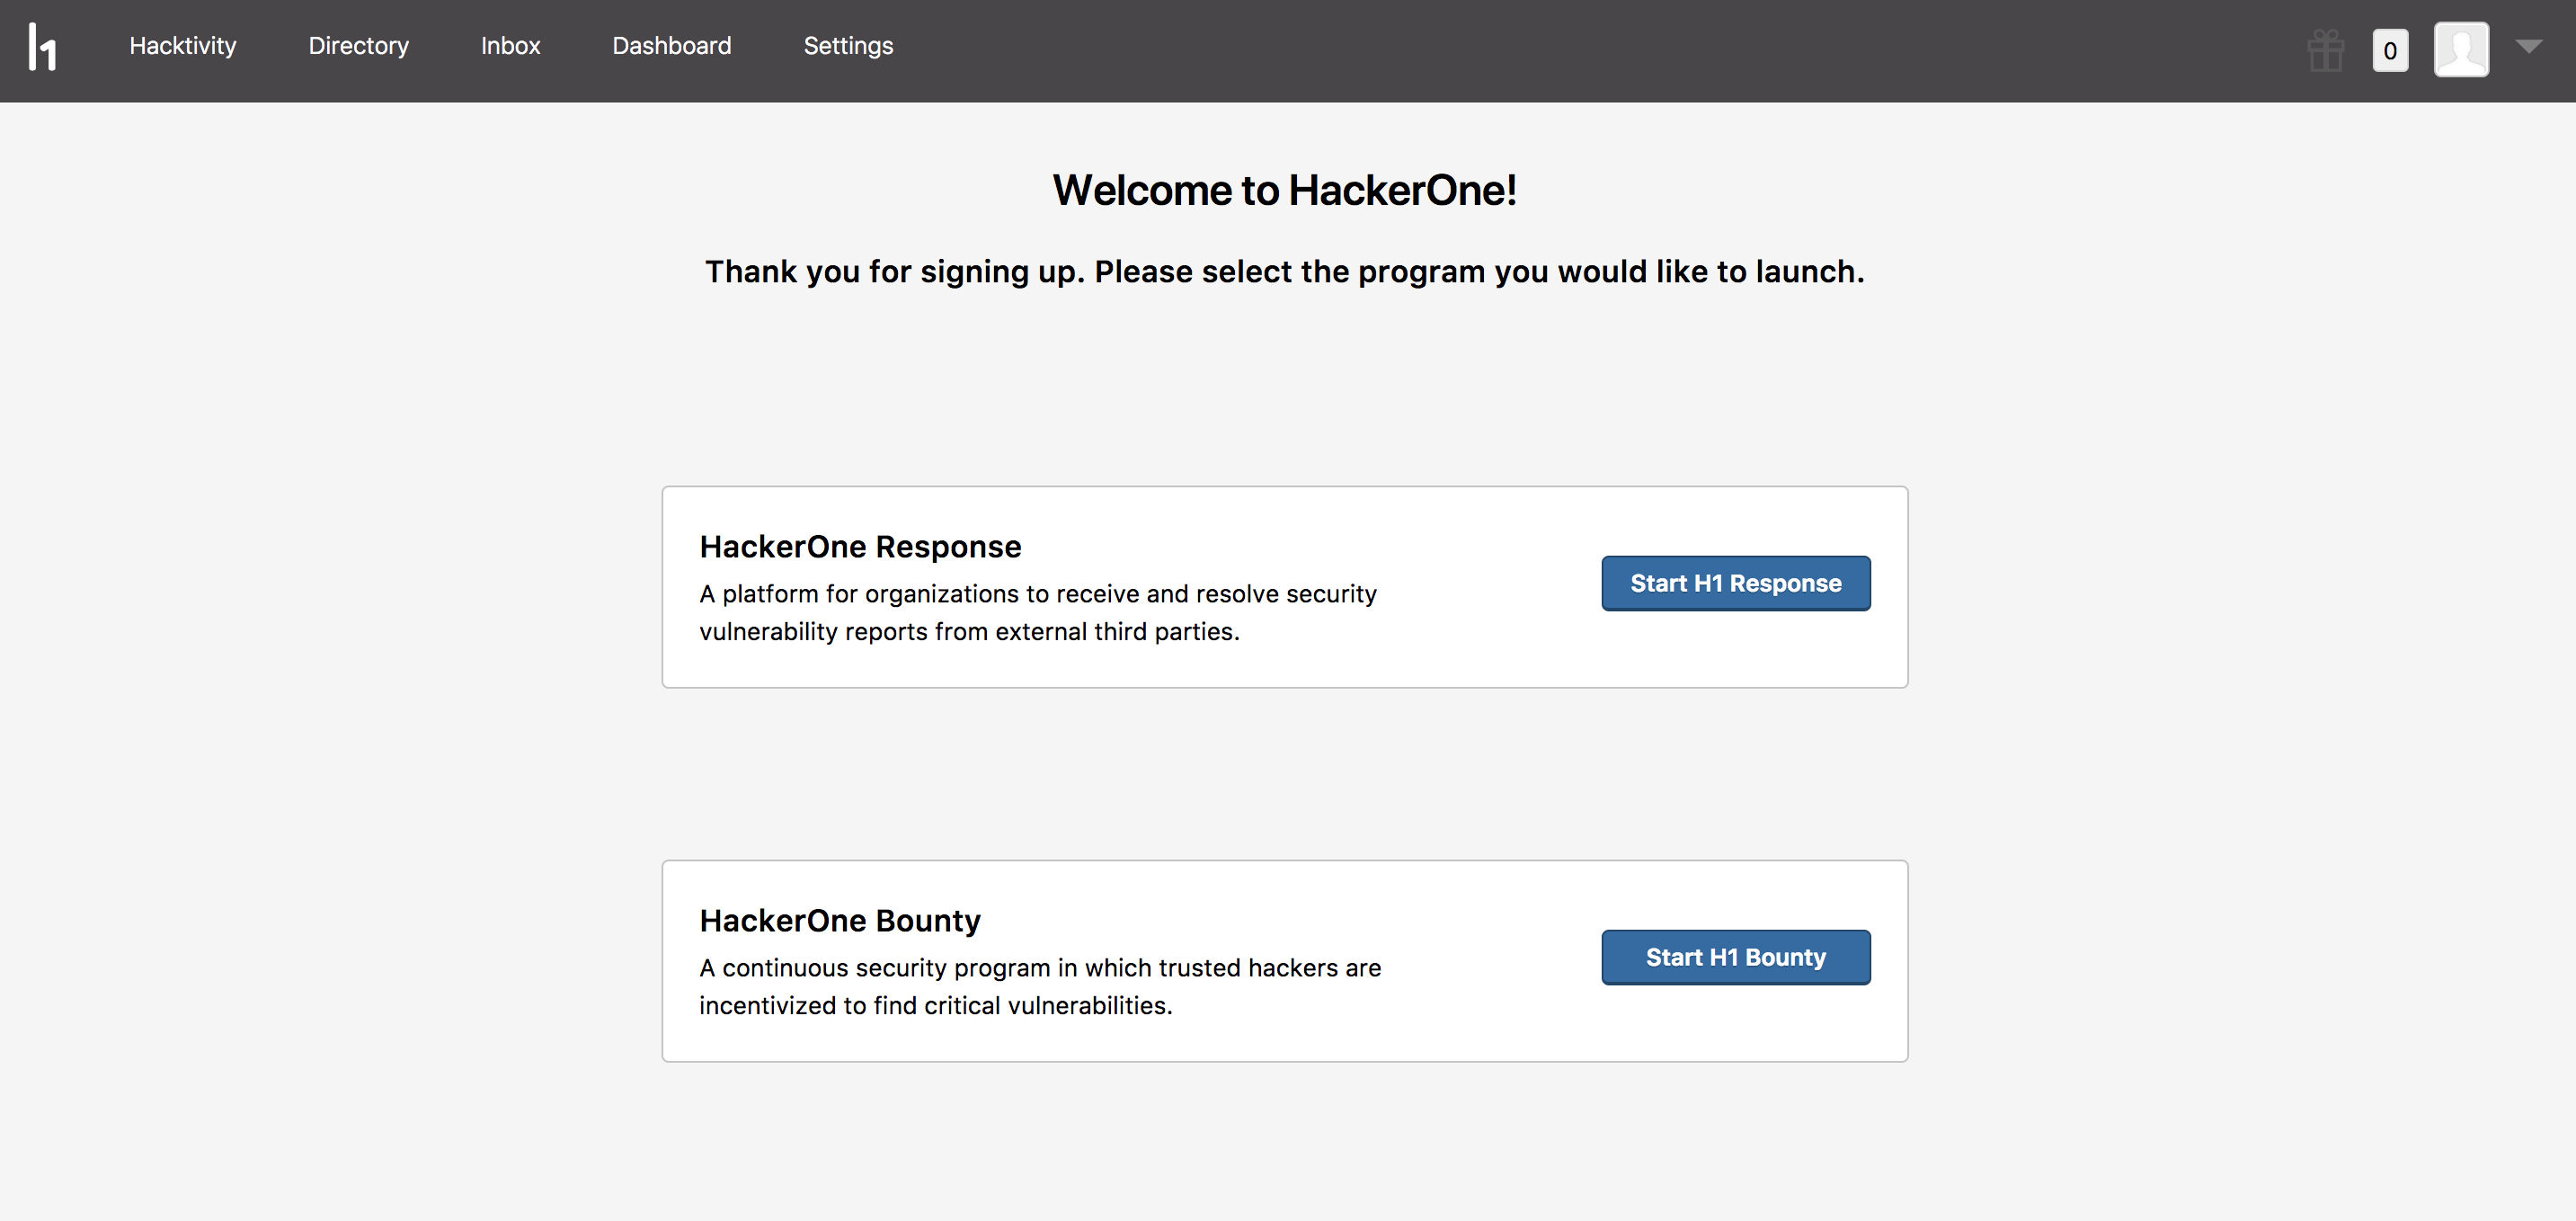 h1
Hacktivity
Directory
Inbox
Dashboard
Settings
0
Welcome to HackerOne!
Thank you for signing up. Please select the program you would like to launch.
HackerOne Response
A platform for organizations to receive and resolve security
vulnerability reports from external third parties.
Start H1 Response
HackerOne Bounty
A continuous security program in which trusted hackers are
incentivized to find critical vulnerabilities.
Start H1 Bounty